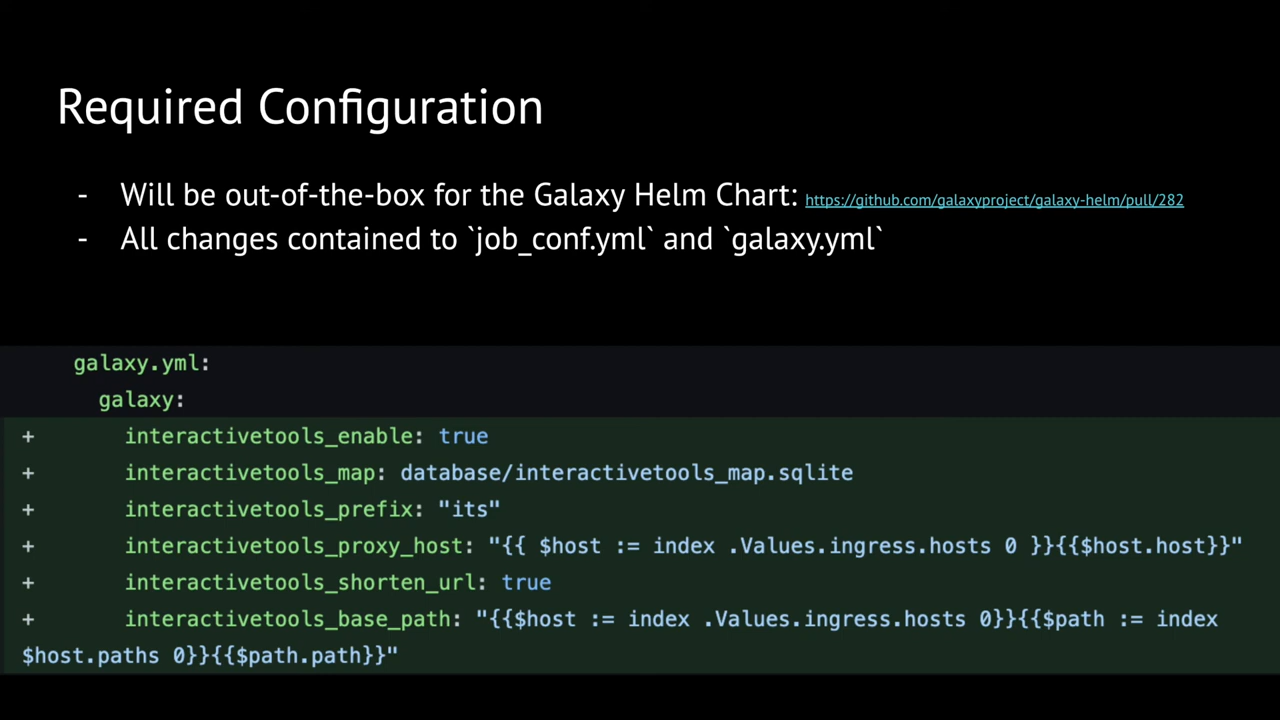 Required Configuration
- Will be out-of-the-box for the Galaxy Helm Chart: https://github.com/galaxyproject/galaxy-helm/pull/282
- All changes contained to `job_conf.yml` and `galaxy.yml`
galaxy.yml:
galaxy:
+ interactivetools_enable: true
+ interactivetools_map: database/interactivetools_map.sqlite
+ interactivetools_prefix: "its"
+ interactivetools_proxy_host: "{{ $host := index .Values.ingress.hosts 0 }}{{$host.host}}"
+ interactivetools_shorten_url: true
+ interactivetools_base_path: "{{$host := index .Values.ingress.hosts 0}}{{$path := index
$host.paths 0}}{{$path.path}}"